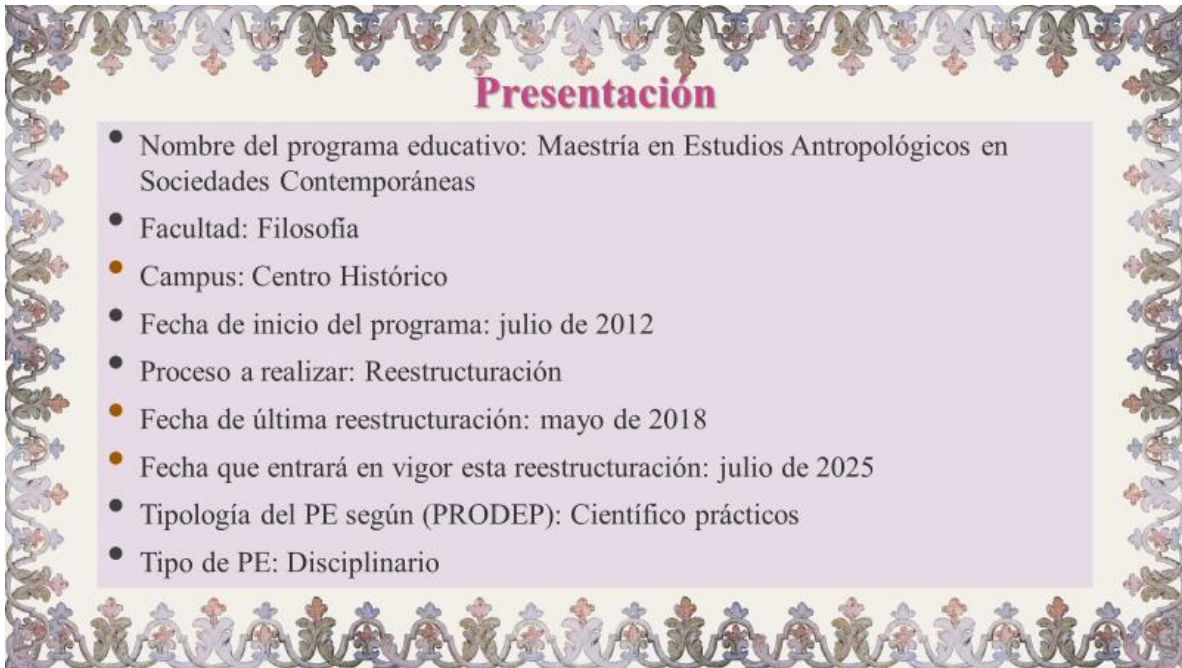 Presentación
• Nombre del programa educativo: Maestría en Estudios Antropológicos en
Sociedades Contemporáneas
• Facultad: Filosofía
• Campus: Centro Histórico
• Fecha de inicio del programa: julio de 2012
• Proceso a realizar: Reestructuración
• Fecha de última reestructuración: mayo de 2018
• Fecha que entrará en vigor esta reestructuración: julio de 2025
• Tipología del PE según (PRODEP): Científico prácticos
• Tipo de PE: Disciplinario